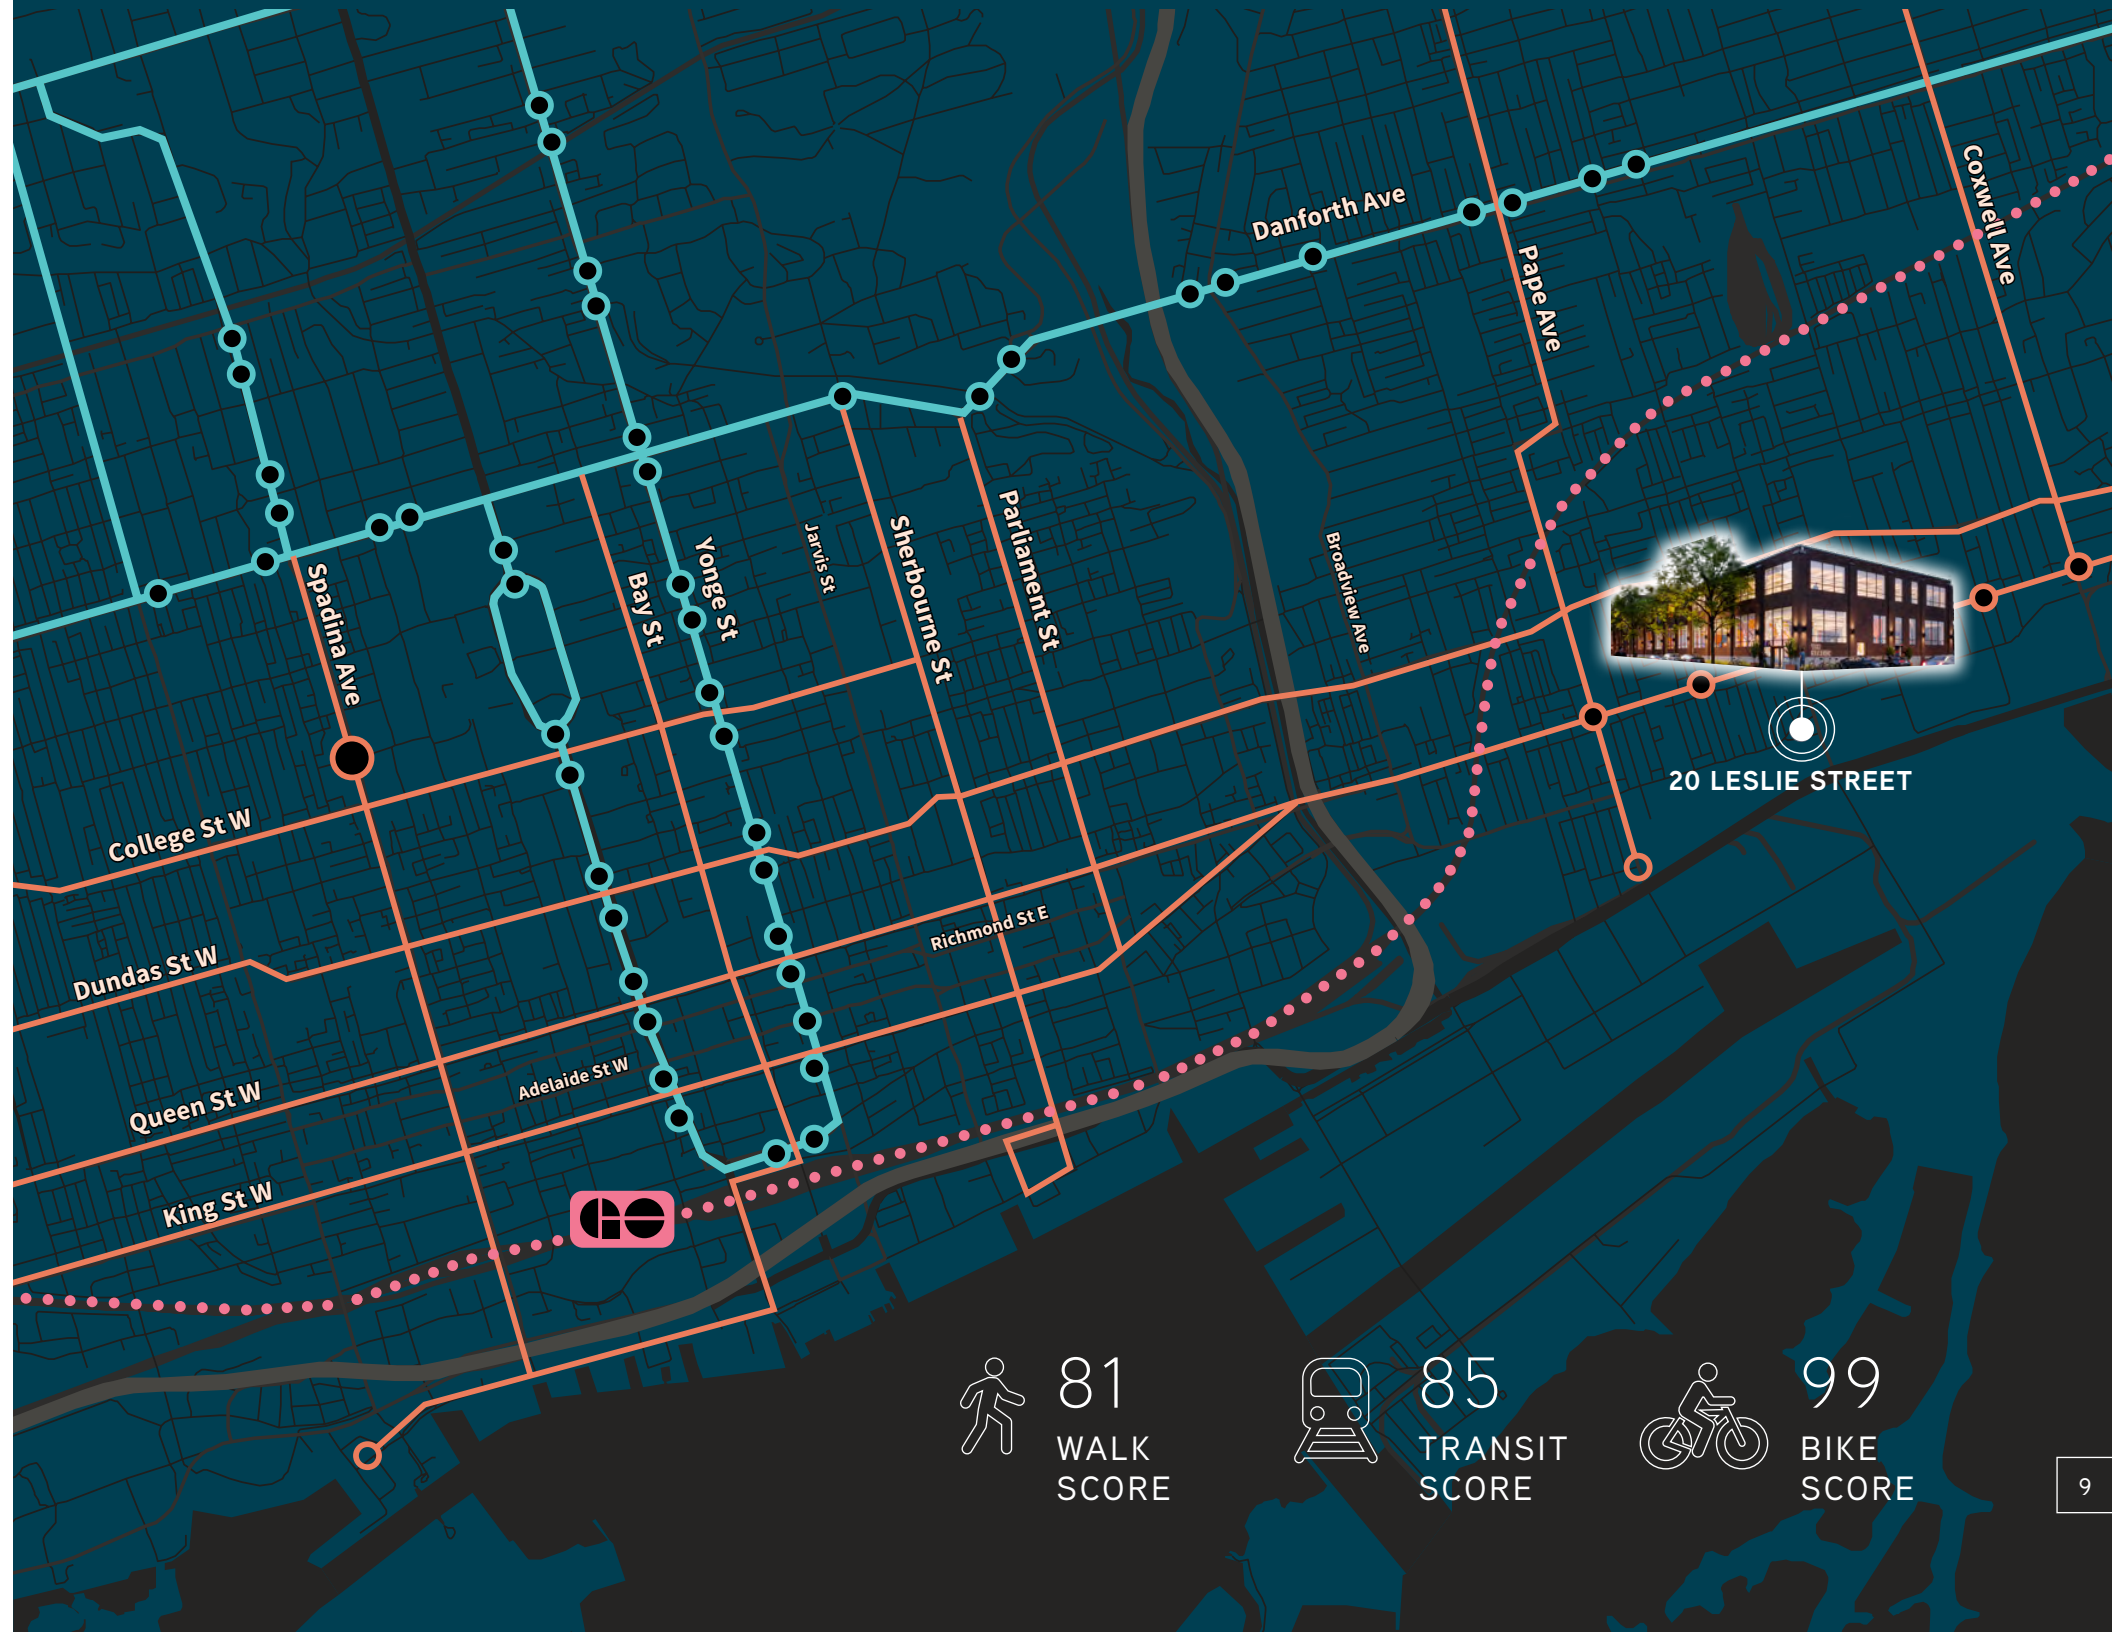 Danforth Ave
Coxwell Ave
Pape Ave
Spadina Ave
Bay St
Yonge St
Jarvis St
Sherbourne St
Parliament St
Broadview Ave
20 LESLIE STREET
College St W
Richmond St E
Dundas St W
Adelaide St W
Queen St W
King St W
GO
81
WALK
SCORE
85
TRANSIT
SCORE
99
BIKE
SCORE
9